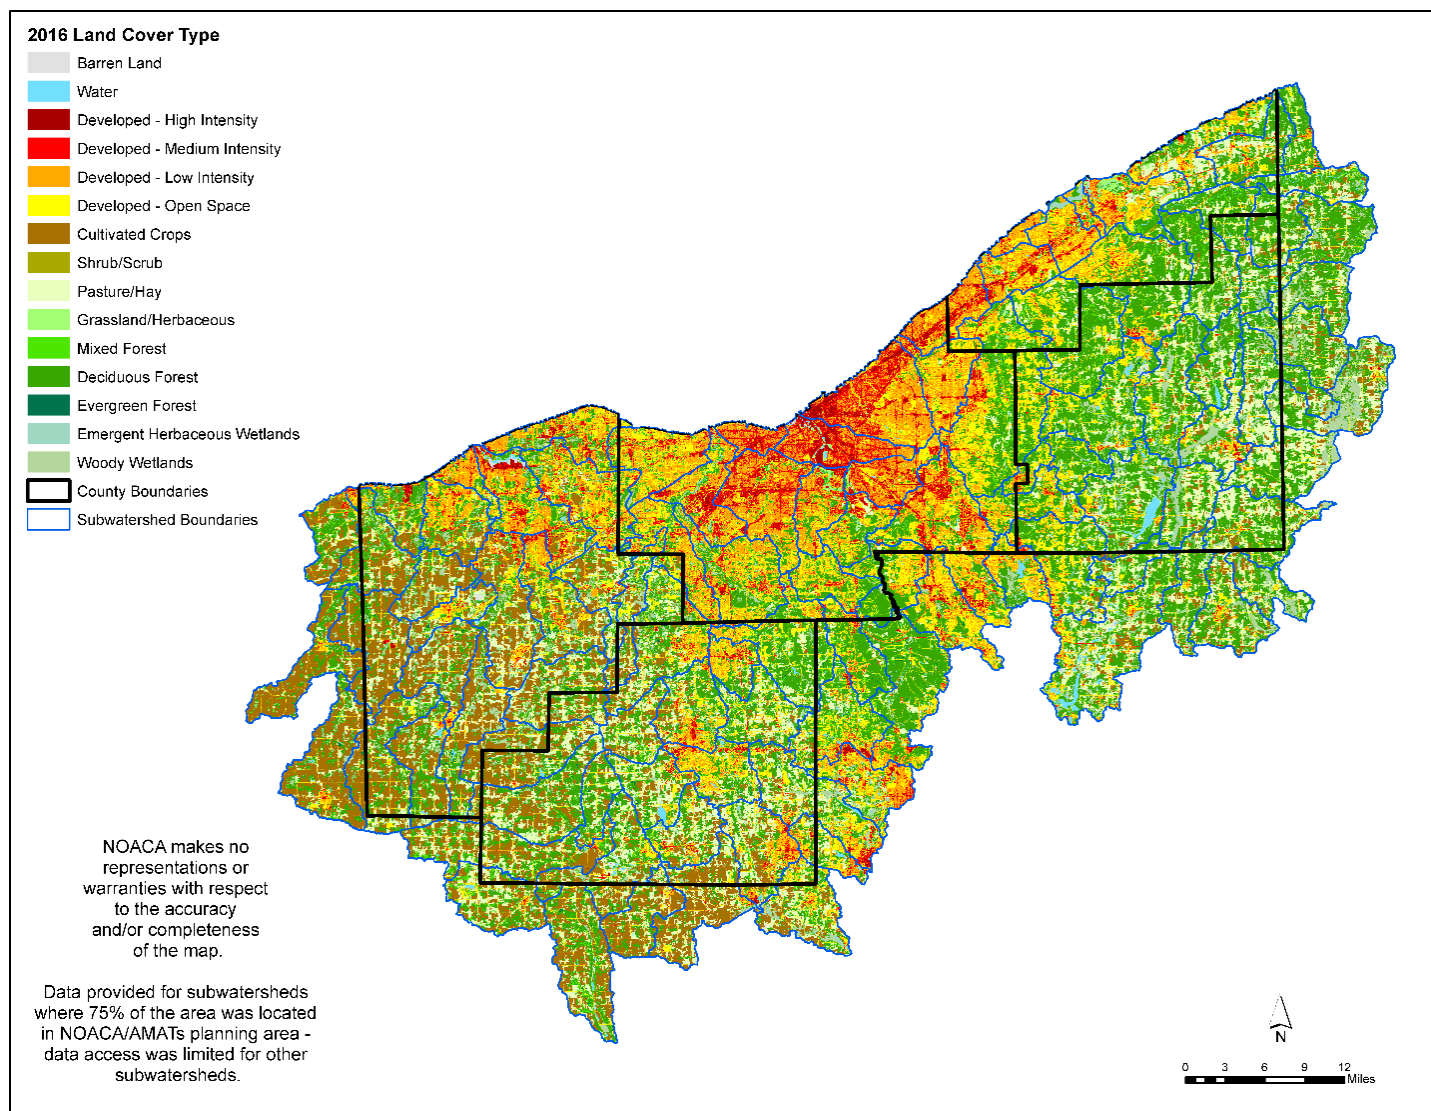 2016 Land Cover Type
Barren Land
Water
Developed - High Intensity
Developed - Medium Intensity
Developed - Low Intensity
Developed - Open Space
Cultivated Crops
Shrub/Scrub
Pasture/Hay
Grassland/Herbaceous
Mixed Forest
Deciduous Forest
Evergreen Forest
Emergent Herbaceous Wetlands
Woody Wetlands
County Boundaries
Subwatershed Boundaries
NOACA makes no
representations or
warranties with respect
to the accuracy
and/or completeness
of the map.
Data provided for subwatersheds
where 75% of the area was located
in NOACA/AMATs planning area -
data access was limited for other
subwatersheds.
N
0 3 6 9 12
Miles